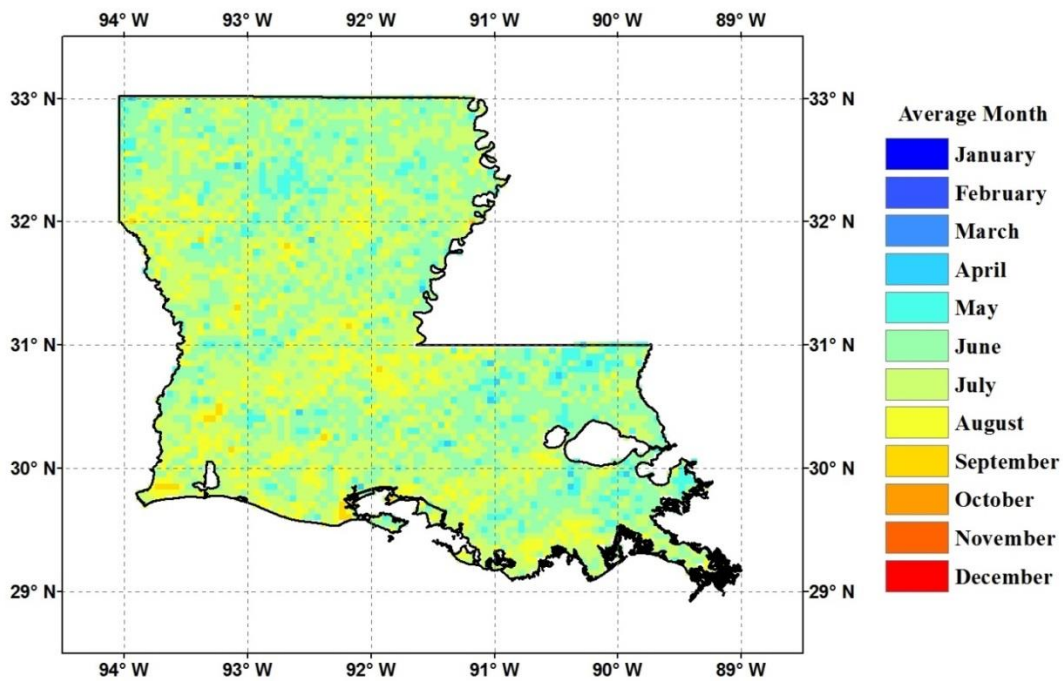 94° W 93° W 92° W 91° W 90° W 89° W
33° N 33° N
32° N 32° N
31° N 31° N
30° N 30° N
29° N 29° N
94° W 93° W 92° W 91° W 90° W 89° W
Average Month
January
February
March
April
May
June
July
August
September
October
November
December